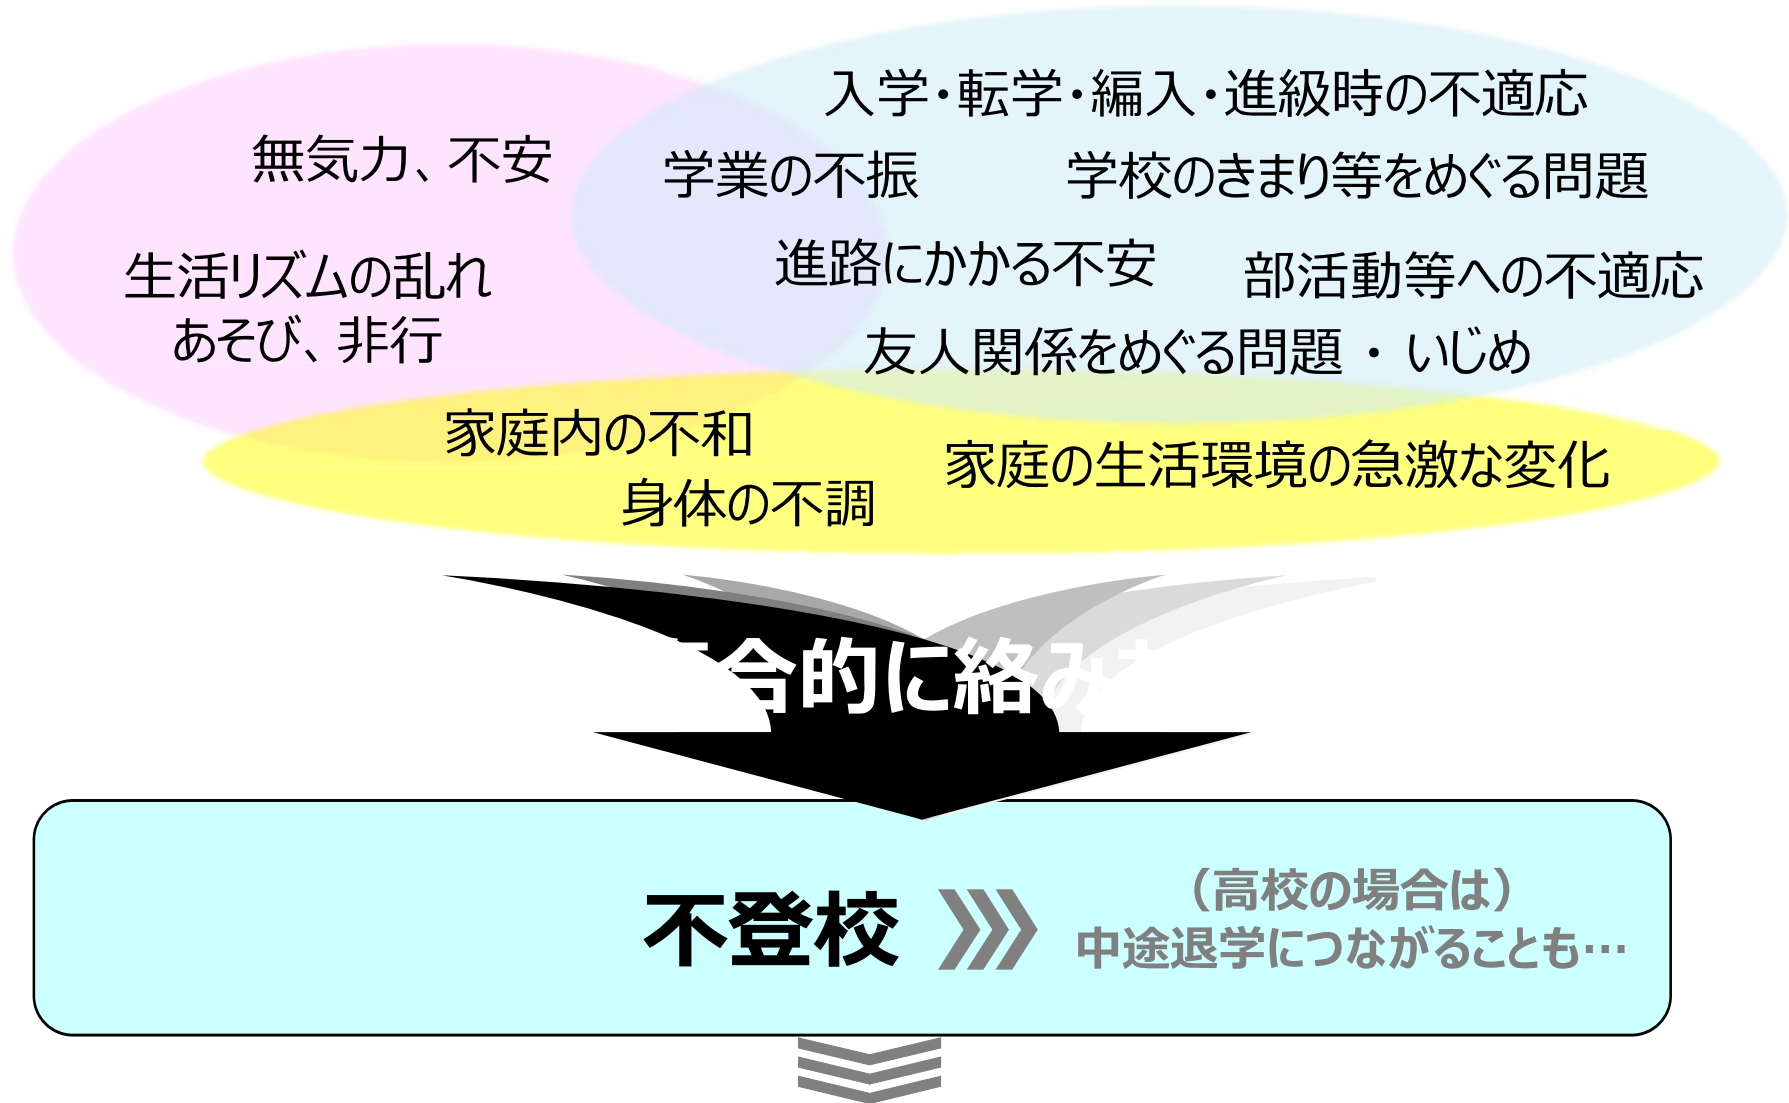 入学・転学・編入・進級時の不適応
無気力、不安
学業の不振
学校のきまり等をめぐる問題
進路にかかる不安
部活動等への不適応
生活リズムの乱れ
あそび、非行
友人関係をめぐる問題 ・ いじめ
家庭内の不和
家庭の生活環境の急激な変化
身体の不調
合的に絡み
不登校
（高校の場合は）
中途退学につながることも…